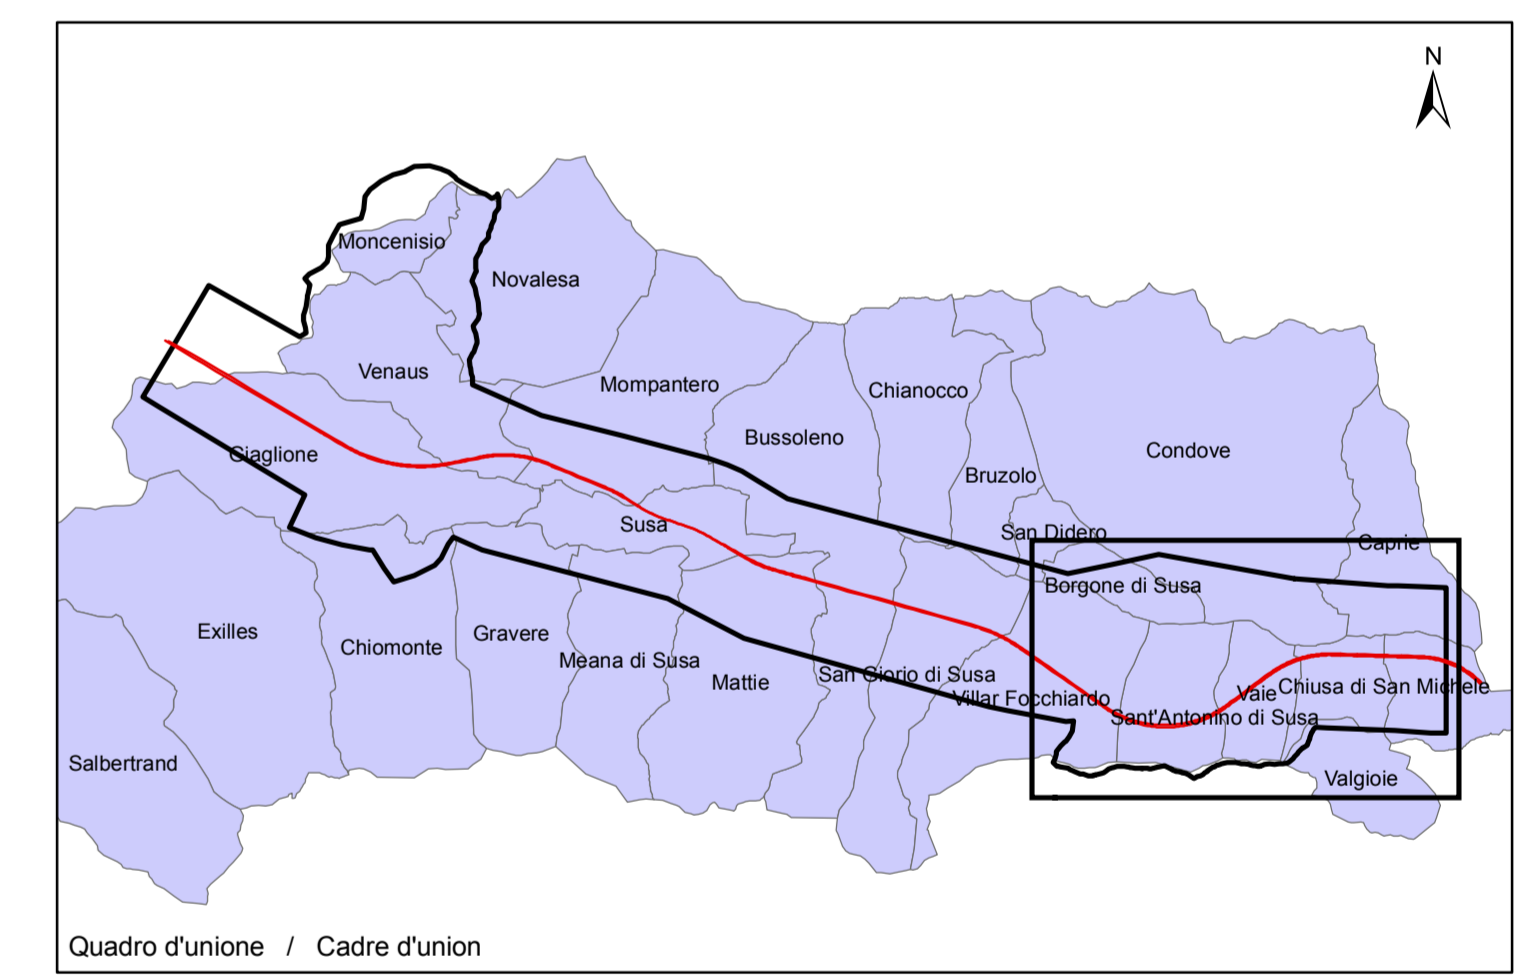 N
Moncenisio
Novalesa
Venaus
Mompantero
Chianocco
Bussoleno
Giaglione
Condove
Bruzolo
Susa
San Didero
Caprie
Borgone di Susa
Exilles
Gravere
Chiomonte
Meana di Susa
San Giorio di Susa
Mattie
Villar Focchiardo
Vaie
Chiusa di San Michele
Sant'Antonino di Susa
Salbertrand
Valgioie
Quadro d'unione / Cadre d'union